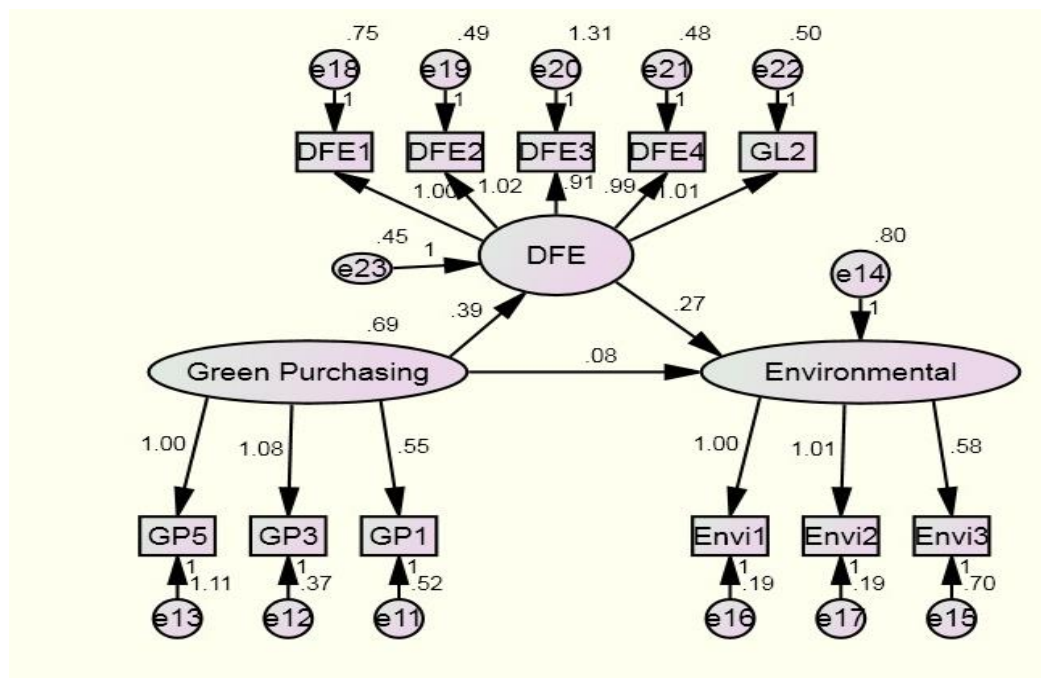 .75 .49 1.31 .48 .50
e18 e19 e20 e21 e22
1 1 1 1 1
DFE1 DFE2 DFE3 DFE4 GL2
1.00 1.02 .91 .99 1.01
.45
e23 1 DFE
.80
e14
1
.39 .27
.69
.08
Green Purchasing Environmental
1.00 1.08 .55 1.00 1.01 .58
GP5 GP3 GP1 Envi1 Envi2 Envi3
1 1 1 1 1 1
1.11 .37 .52 .19 .19 .70
e13 e12 e11 e16 e17 e15